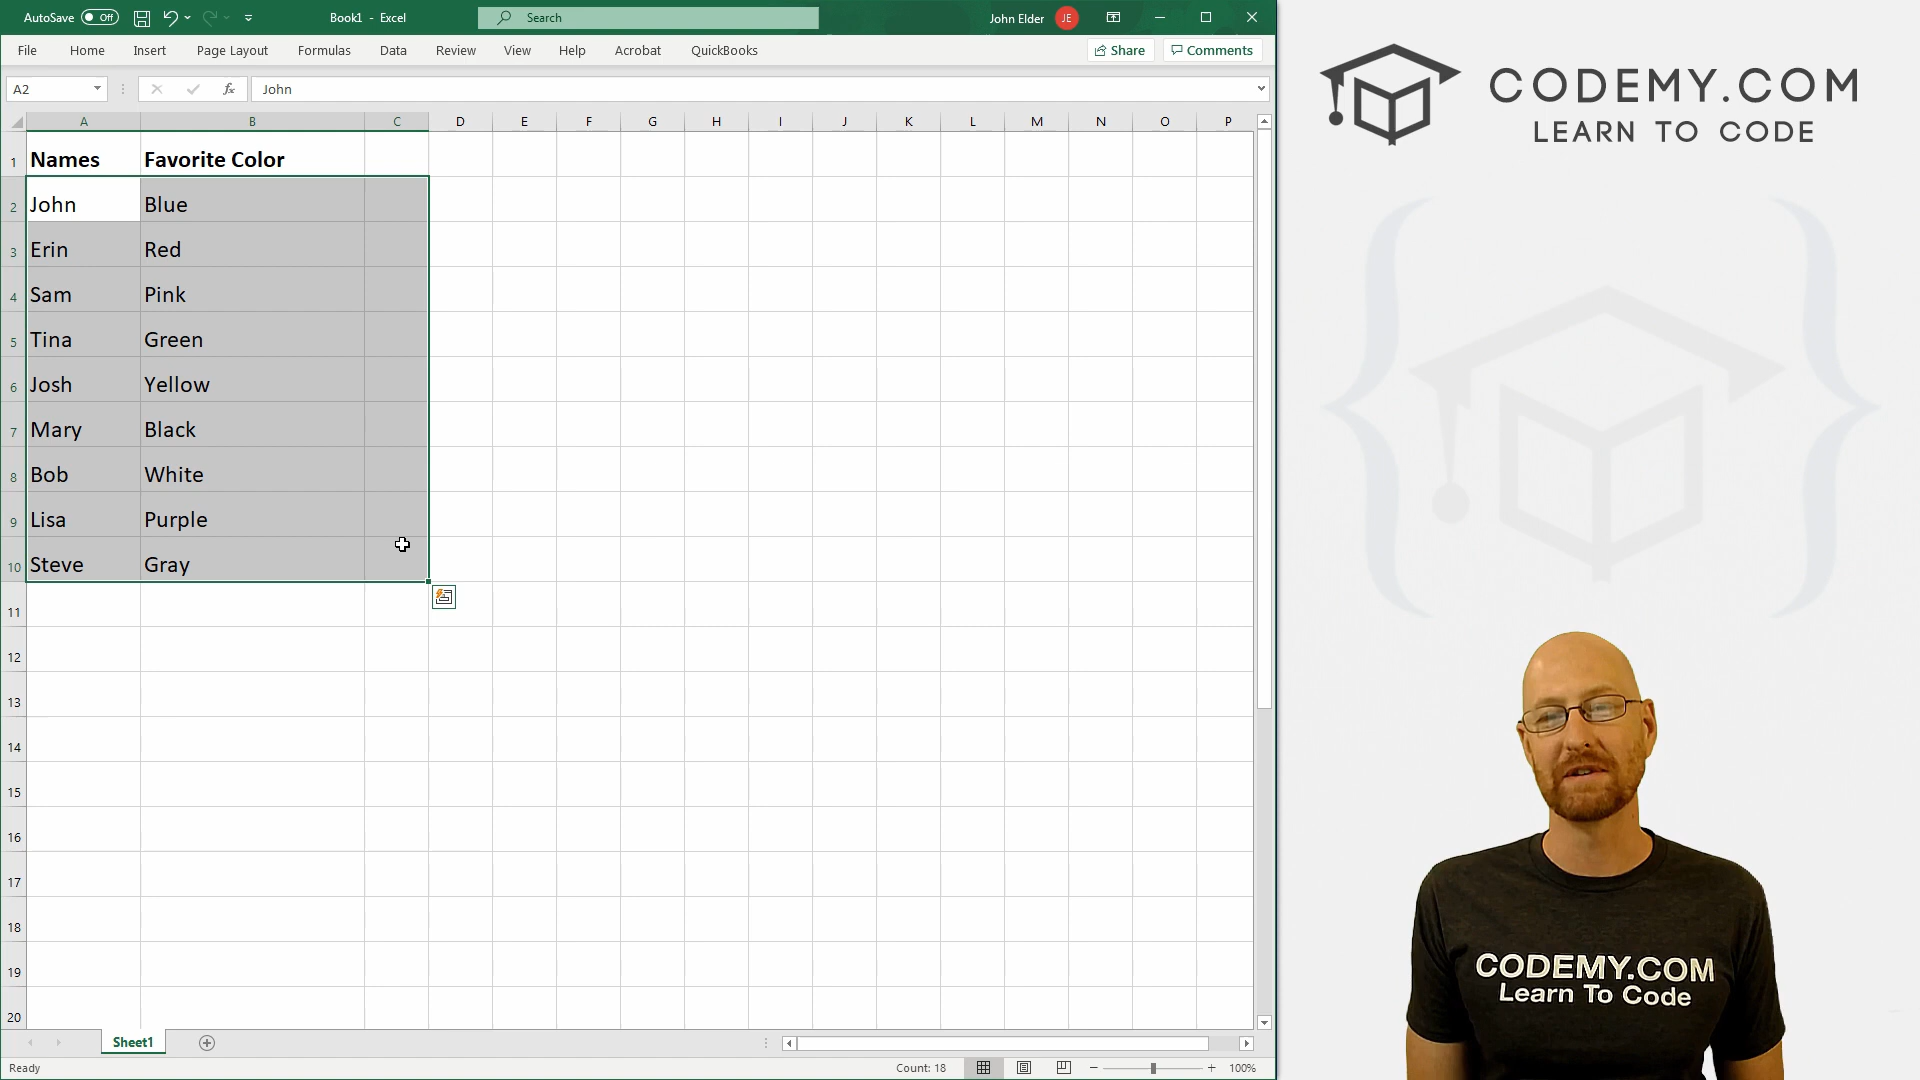 AutoSave Off
Book1 - Excel
Search
John Elder JE
File Home Insert Page Layout Formulas Data Review View Help Acrobat QuickBooks
Share Comments
A2 fx John
A B C D E F G H I J K L M N O P
1 Names Favorite Color
2 John Blue
3 Erin Red
4 Sam Pink
5 Tina Green
6 Josh Yellow
7 Mary Black
8 Bob White
9 Lisa Purple
10 Steve Gray
11
12
13
14
15
16
17
18
19
20
Sheet1
Ready Count: 18 100%
CODEMY.COM
LEARN TO CODE
CODEMY.COM
Learn To Code